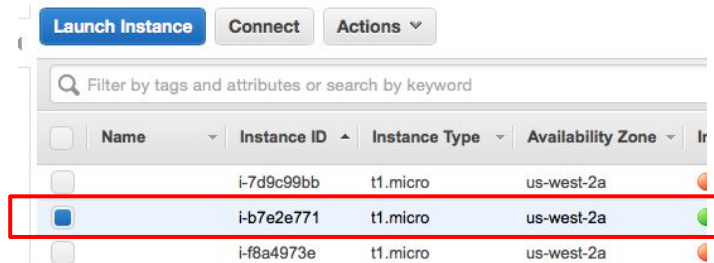 Launch Instance Connect Actions
Filter by tags and attributes or search by keyword
Name Instance ID Instance Type Availability Zone
i-7d9c99bb t1.micro us-west-2a
i-b7e2e771 t1.micro us-west-2a
i-f8a4973e t1.micro us-west-2a